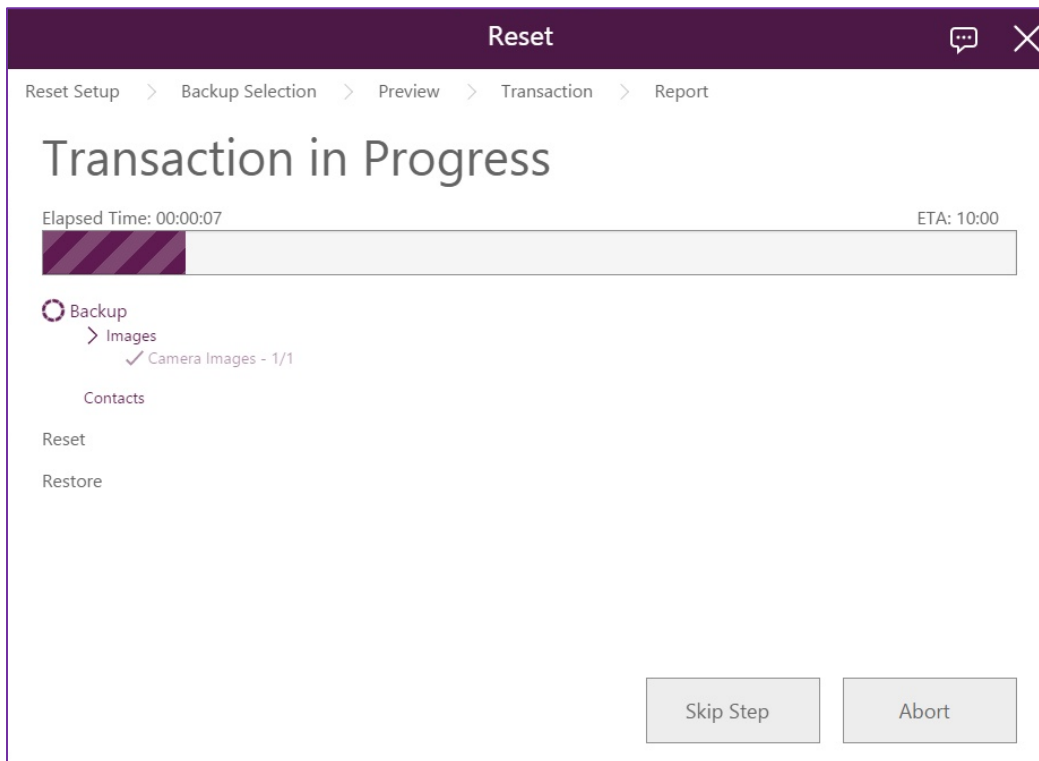 Reset
Reset Setup Backup Selection Preview Transaction Report
Transaction in Progress
Elapsed Time: 00:00:07 ETA: 10:00
Backup
Images
Camera Images - 1/1
Contacts
Reset
Restore
Skip Step Abort